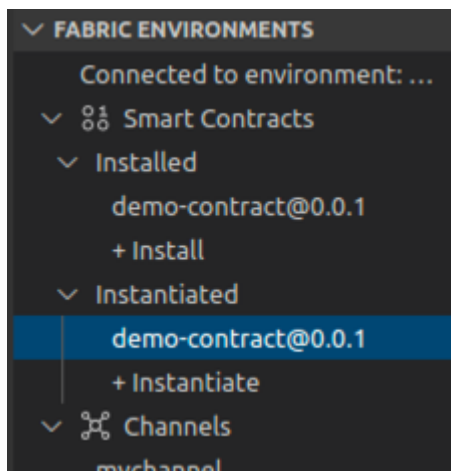 FABRIC ENVIRONMENTS
Connected to environment: ...
Smart Contracts
Installed
demo-contract@0.0.1
+ Install
Instantiated
demo-contract@0.0.1
+ Instantiate
Channels
mychannel